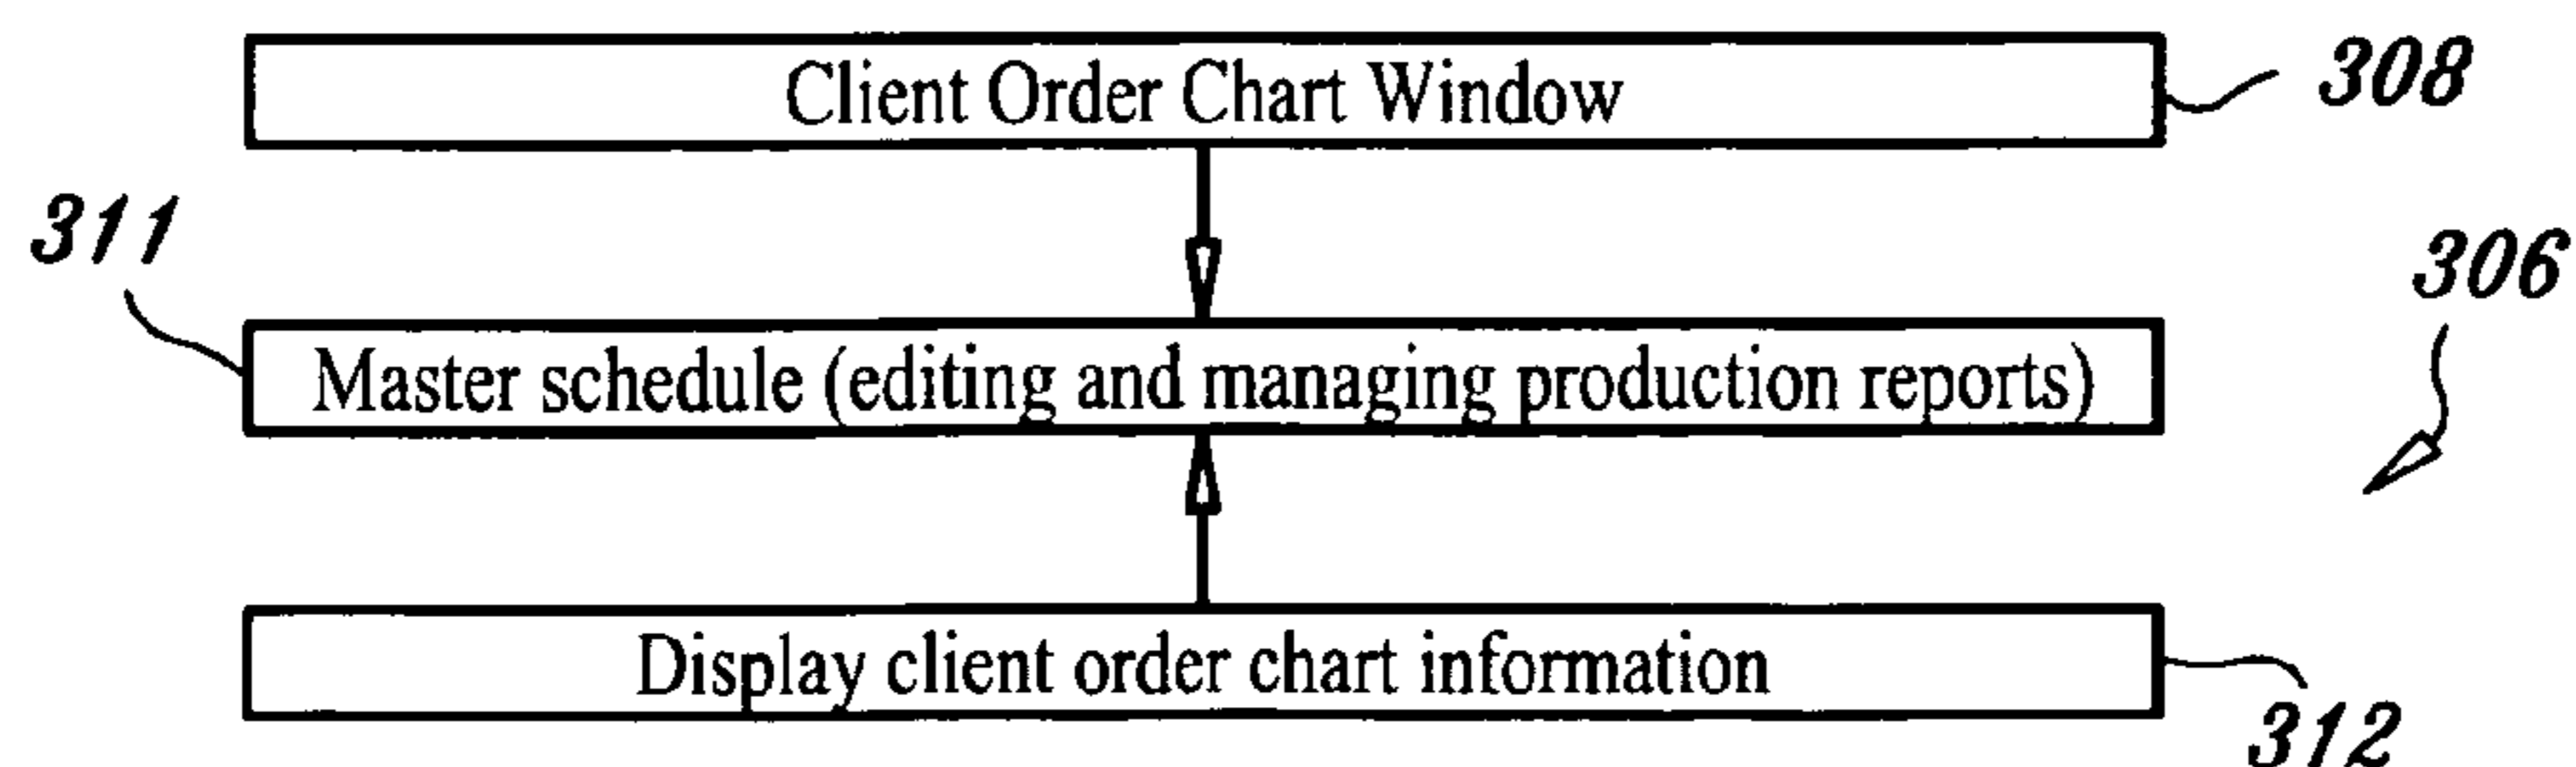 Client Order Chart Window
308
311
306
Master schedule (editing and managing production reports)
Display client order chart information
312